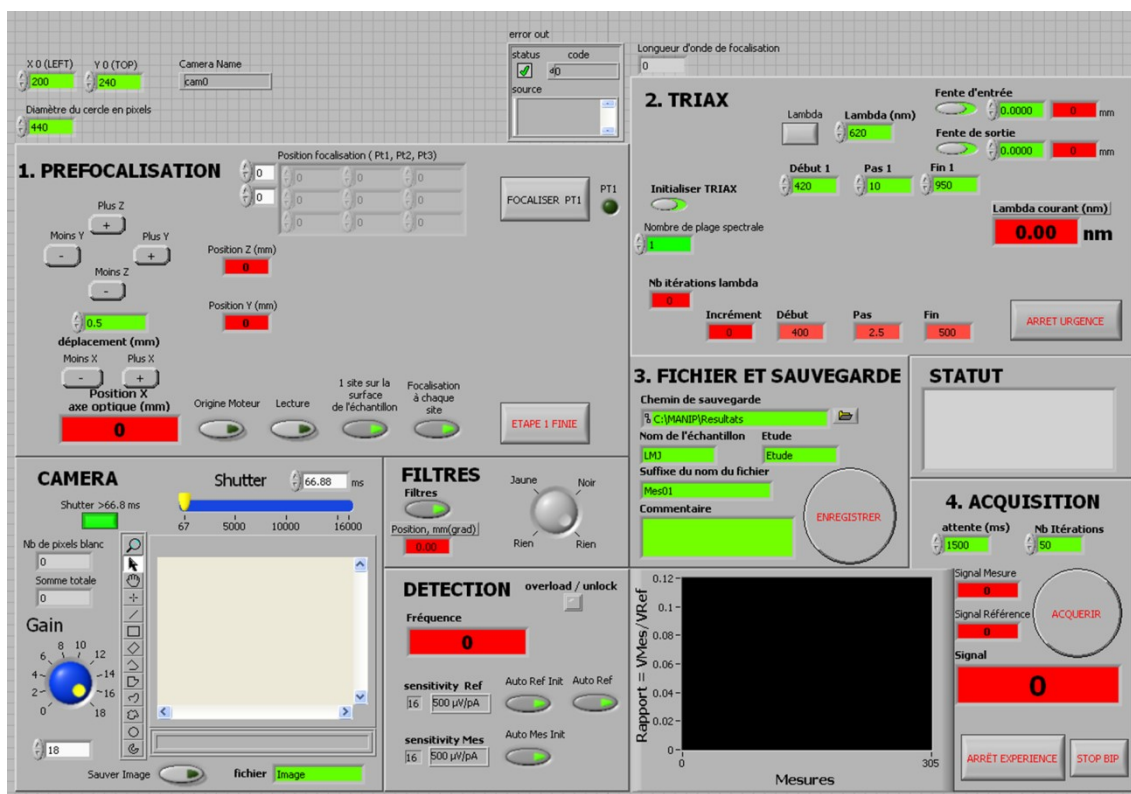 error out
status code
d0
source
Longueur d'onde de focalisation
0
X 0 (LEFT) Y 0 (TOP) Camera Name
200 240 cam0
Diamètre du cercle en pixels
440
1. PREFOCALISATION
Position focalisation ( Pt1, Pt2, Pt3)
0 0 0 0
0 0 0 0
0 0 0
FOCALISER PT1
PT1
Plus Z
+
Moins Y Plus Y
- +
Moins Z
-
Position Z (mm)
0
Position Y (mm)
0
0.5
déplacement (mm)
Moins X Plus X
- +
Position X
axe optique (mm)
0
Origine Moteur Lecture
1 site sur la
surface
de l'échantillon
Focalisation
à chaque
site
ETAPE 1 FINIE
2. TRIAX
Lambda
Lambda (nm)
620
Fente d'entrée
0.0000 0 mm
Fente de sortie
0.0000 0 mm
Début 1 Pas 1 Fin 1
420 10 950
Initialiser TRIAX
Lambda courant (nm)
0.00 nm
Nombre de plage spectrale
1
Nb itérations lambda
0
Incrément Début Pas Fin
0 400 2.5 500
ARRET URGENCE
3. FICHIER ET SAUVEGARDE
Chemin de sauvegarde
C:\MANIP\Resultats
Nom de l'échantillon Etude
LMJ Etude
Suffixe du nom du fichier
Mes01
Commentaire
ENREGISTRER
STATUT
CAMERA
Shutter 66.88 ms
Shutter >66.8 ms
67 5000 10000 16000
Nb de pixels blanc
0
Somme totale
0
Gain
0 2 4 6 8 10 12 14 16 18
18
Sauver Image fichier Image
FILTRES
Filtres
Position, mm(grad)
0.00
Jaune Noir
Rien Rien
DETECTION
overload / unlock
Fréquence
0
sensitivity Ref Auto Ref Init Auto Ref
16 500 µV/pA
sensitivity Mes Auto Mes Init
16 500 µV/pA
Rapport = VMes/VRef
0.12
0.1
0.08
0.06
0.04
0.02
0
0 305
Mesures
4. ACQUISITION
attente (ms) Nb Itérations
1500 50
Signal Mesure
0
Signal Référence
0
ACQUERIR
Signal
0
ARRÊT EXPERIENCE STOP BIP